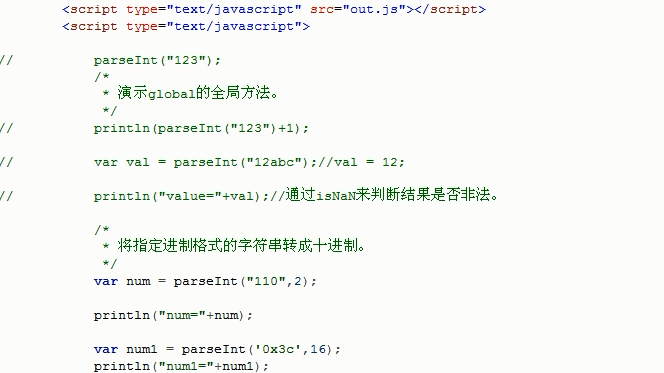 <script type="text/javascript" src="out.js"></script>
<script type="text/javascript">
// parseInt("123");
/*
* 演示global的全局方法。
*/
// println(parseInt("123")+1);
// var val = parseInt("12abc");//val = 12;
// println("value="+val);//通过isNaN来判断结果是否非法。
/*
* 将指定进制格式的字符串转成十进制。
*/
var num = parseInt("110",2);
println("num="+num);
var num1 = parseInt('0x3c',16);
println("num1="+num1);